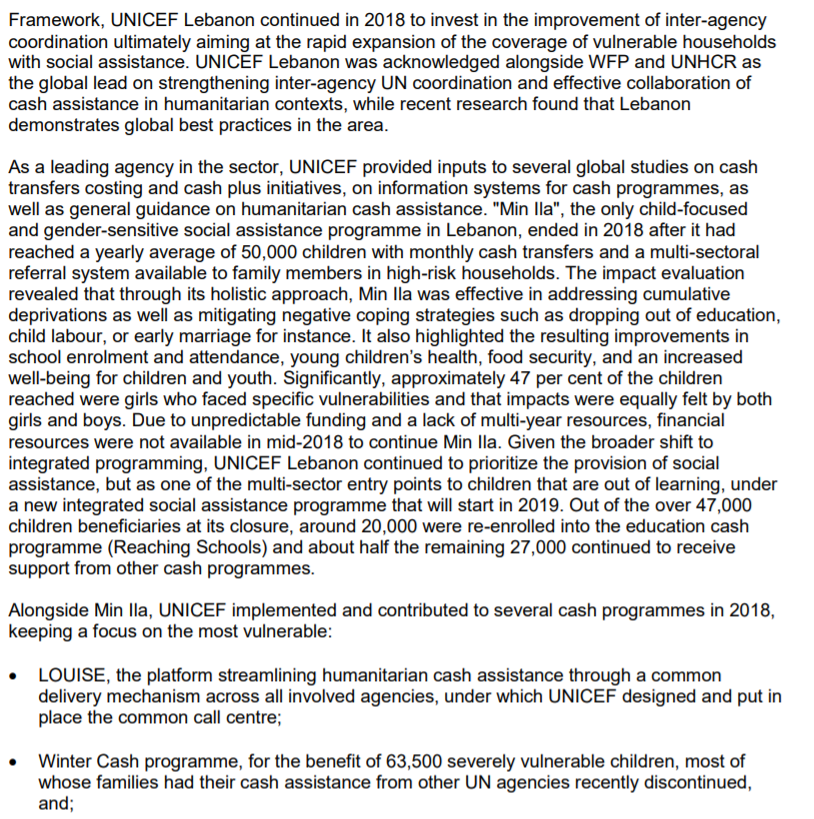 Framework, UNICEF Lebanon continued in 2018 to invest in the improvement of inter-agency
coordination ultimately aiming at the rapid expansion of the coverage of vulnerable households
with social assistance. UNICEF Lebanon was acknowledged alongside WFP and UNHCR as
the global lead on strengthening inter-agency UN coordination and effective collaboration of
cash assistance in humanitarian contexts, while recent research found that Lebanon
demonstrates global best practices in the area.

As a leading agency in the sector, UNICEF provided inputs to several global studies on cash
transfers costing and cash plus initiatives, on information systems for cash programmes, as
well as general guidance on humanitarian cash assistance. "Min Ila", the only child-focused
and gender-sensitive social assistance programme in Lebanon, ended in 2018 after it had
reached a yearly average of 50,000 children with monthly cash transfers and a multi-sectoral
referral system available to family members in high-risk households. The impact evaluation
revealed that through its holistic approach, Min Ila was effective in addressing cumulative
deprivations as well as mitigating negative coping strategies such as dropping out of education,
child labour, or early marriage for instance. It also highlighted the resulting improvements in
school enrolment and attendance, young children's health, food security, and an increased
well-being for children and youth. Significantly, approximately 47 per cent of the children
reached were girls who faced specific vulnerabilities and that impacts were equally felt by both
girls and boys. Due to unpredictable funding and a lack of multi-year resources, financial
resources were not available in mid-2018 to continue Min Ila. Given the broader shift to
integrated programming, UNICEF Lebanon continued to prioritize the provision of social
assistance, but as one of the multi-sector entry points to children that are out of learning, under
a new integrated social assistance programme that will start in 2019. Out of the over 47,000
children beneficiaries at its closure, around 20,000 were re-enrolled into the education cash
programme (Reaching Schools) and about half the remaining 27,000 continued to receive
support from other cash programmes.

Alongside Min Ila, UNICEF implemented and contributed to several cash programmes in 2018,
keeping a focus on the most vulnerable:

• LOUISE, the platform streamlining humanitarian cash assistance through a common
delivery mechanism across all involved agencies, under which UNICEF designed and put in
place the common call centre;

• Winter Cash programme, for the benefit of 63,500 severely vulnerable children, most of
whose families had their cash assistance from other UN agencies recently discontinued,
and;